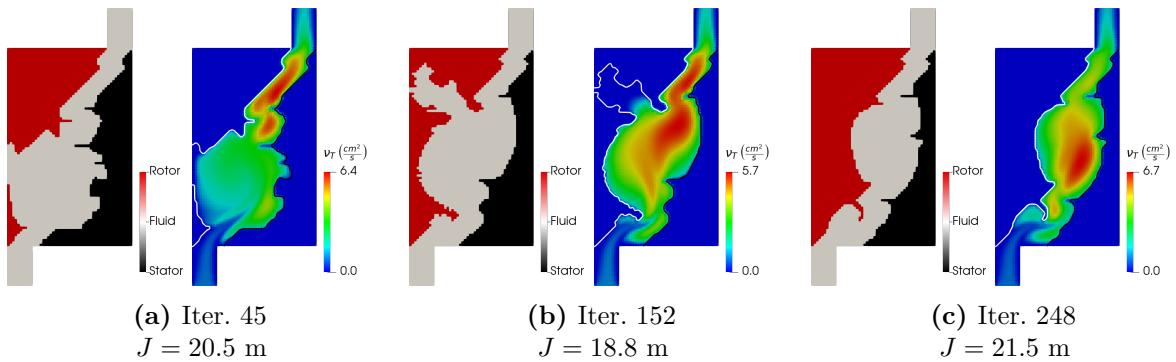 Rotor
Fluid
Stator
ν_T (cm²/s)
6.4
0.0
Rotor
Fluid
Stator
ν_T (cm²/s)
5.7
0.0
Rotor
Fluid
Stator
ν_T (cm²/s)
6.7
0.0
(a) Iter. 45
J = 20.5 m
(b) Iter. 152
J = 18.8 m
(c) Iter. 248
J = 21.5 m